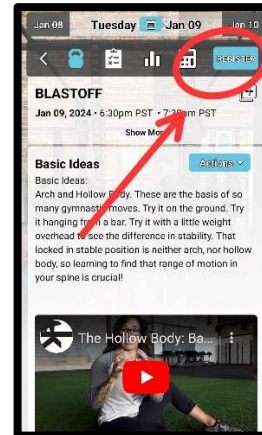 Jan 08 Tuesday Jan 09 Jan 10
REGISTER
BLASTOFF
Jan 09, 2024 • 6:30pm PST • 7:30pm PST
Show More
Basic Ideas Actions
Basic Ideas:
Arch and Hollow Body. These are the basis of so
many gymnastic moves. Try it on the ground. Try
it hanging from a bar. Try it with a little weight
overhead to see the difference in stability. That
locked in stable position is neither arch, nor hollow
body, so learning to find that range of motion in
your spine is crucial!
The Hollow Body: Ba...